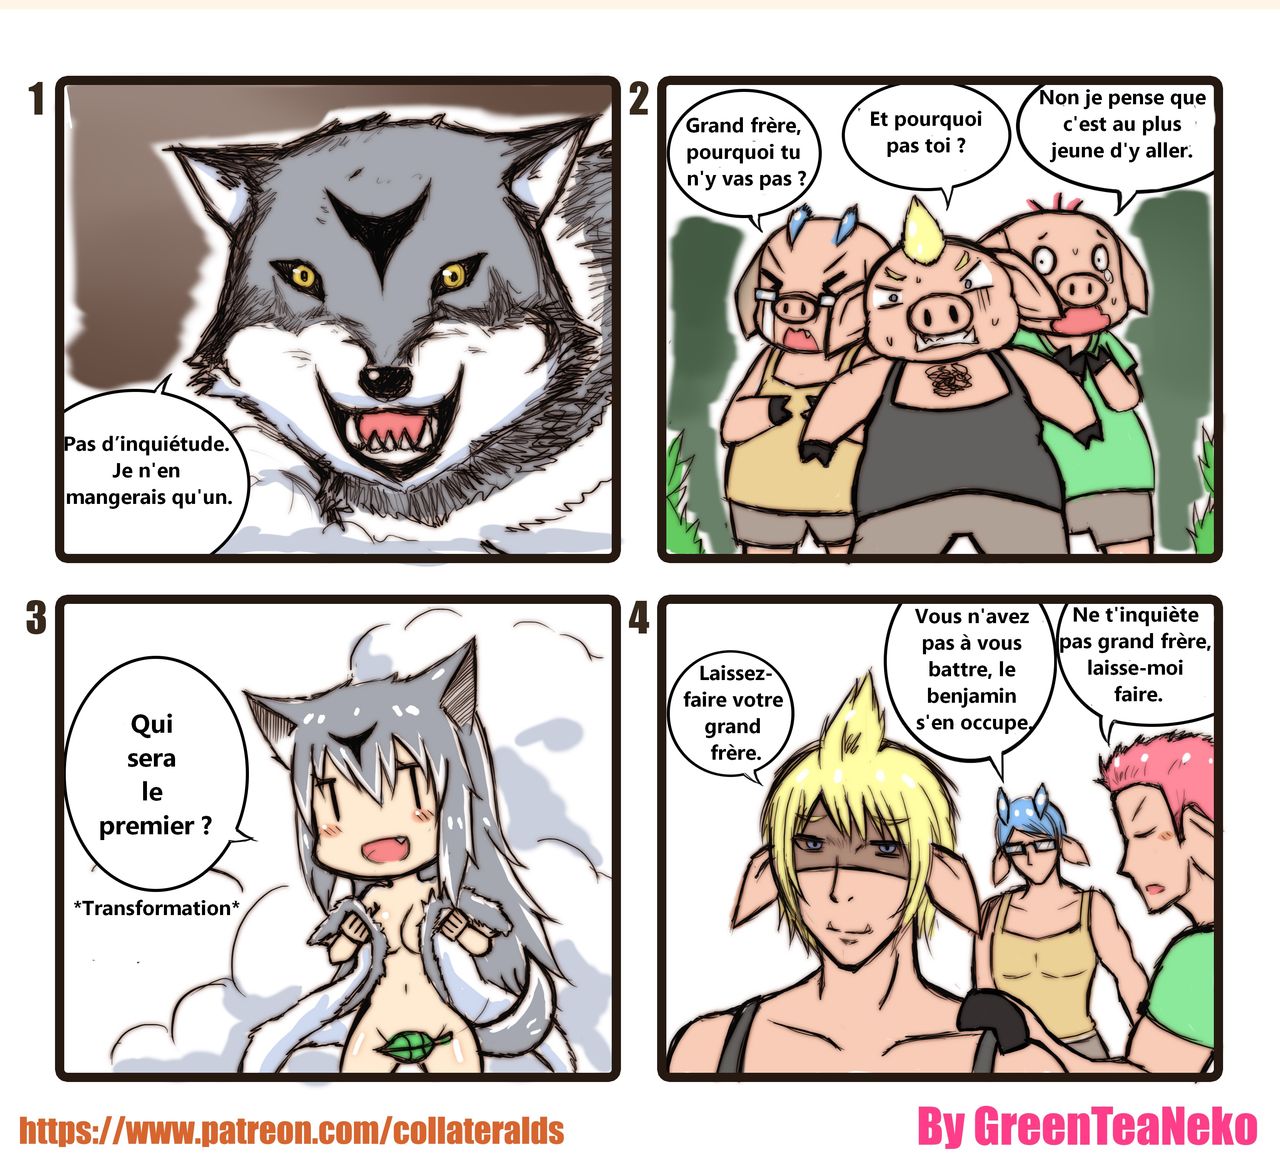 1
Pas d’inquiétude.
Je n'en
mangerais qu'un.
2
Grand frère,
pourquoi tu
n'y vas pas ?
Et pourquoi
pas toi ?
Non je pense que
c'est au plus
jeune d'y aller.
3
Qui
sera
le
premier ?
*Transformation*
4
Laissez-
faire votre
grand
frère.
Vous n'avez
pas à vous
battre, le
benjamin
s'en occupe.
Ne t'inquiète
pas grand frère,
laisse-moi
faire.
https://www.patreon.com/collateralds
By GreenTeaNeko